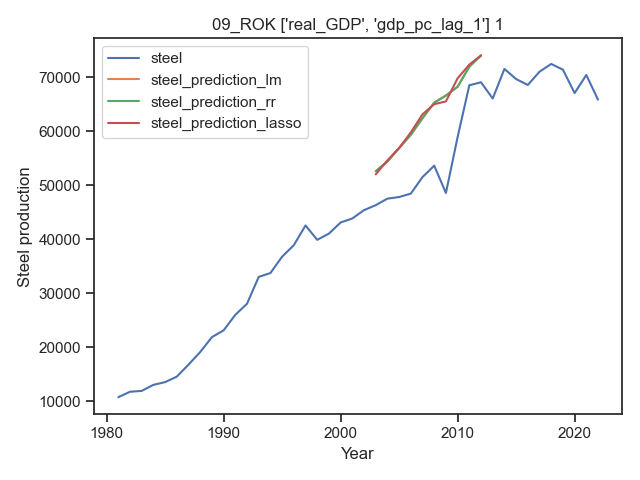 09_ROK ['real_GDP', 'gdp_pc_lag_1'] 1
steel
steel_prediction_lm
steel_prediction_rr
steel_prediction_lasso
Steel production
70000
60000
50000
40000
30000
20000
10000
1980 1990 2000 2010 2020
Year